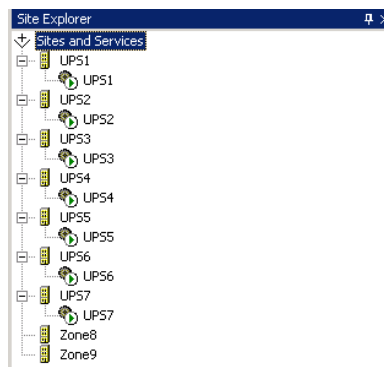 Site Explorer
Sites and Services
UPS1
UPS1
UPS2
UPS2
UPS3
UPS3
UPS4
UPS4
UPS5
UPS5
UPS6
UPS6
UPS7
UPS7
Zone8
Zone9